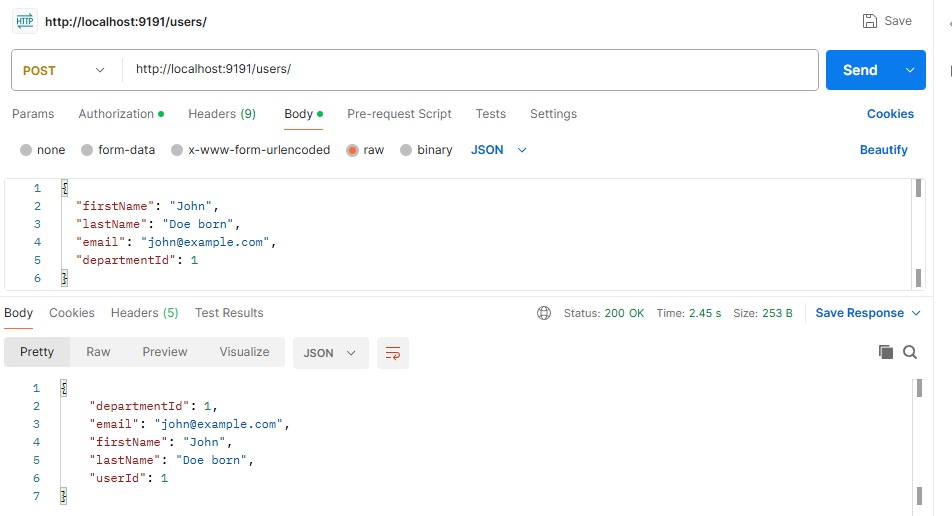 HTTP http://localhost:9191/users/ Save
POST http://localhost:9191/users/ Send
Params Authorization Headers (9) Body Pre-request Script Tests Settings Cookies
none form-data x-www-form-urlencoded raw binary JSON Beautify
1 {
2 "firstName": "John",
3 "lastName": "Doe born",
4 "email": "john@example.com",
5 "departmentId": 1
6 }
Body Cookies Headers (5) Test Results Status: 200 OK Time: 2.45 s Size: 253 B Save Response
Pretty Raw Preview Visualize JSON
1 {
2 "departmentId": 1,
3 "email": "john@example.com",
4 "firstName": "John",
5 "lastName": "Doe born",
6 "userId": 1
7 }